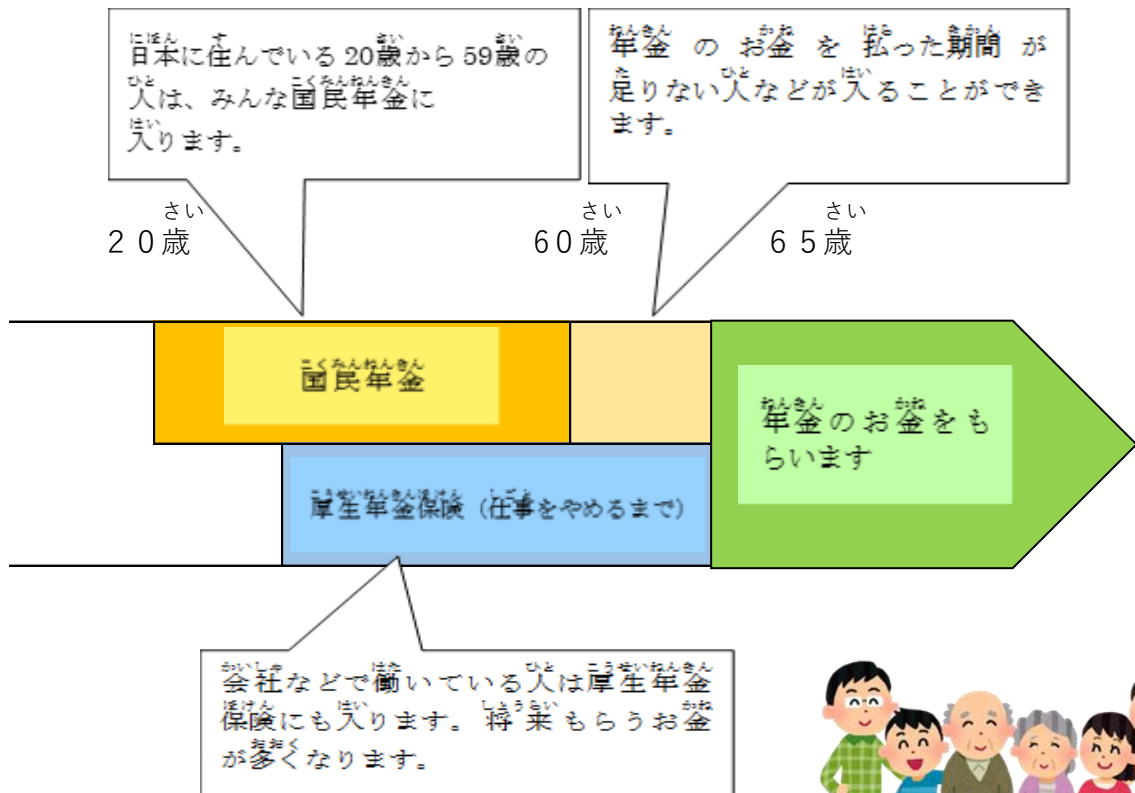 日本に住んでいる20歳から59歳の
人は、みんな国民年金に
入ります。
年金のお金を払った期間が
足りない人などが入ることができ
ます。
さい さい さい
20歳 60歳 65歳
国民年金
年金のお金をも
らいます
厚生年金保険（仕事をやめるまで）
会社などで働いている人は厚生年金
保険にも入ります。将来もらうお金
が多くなります。